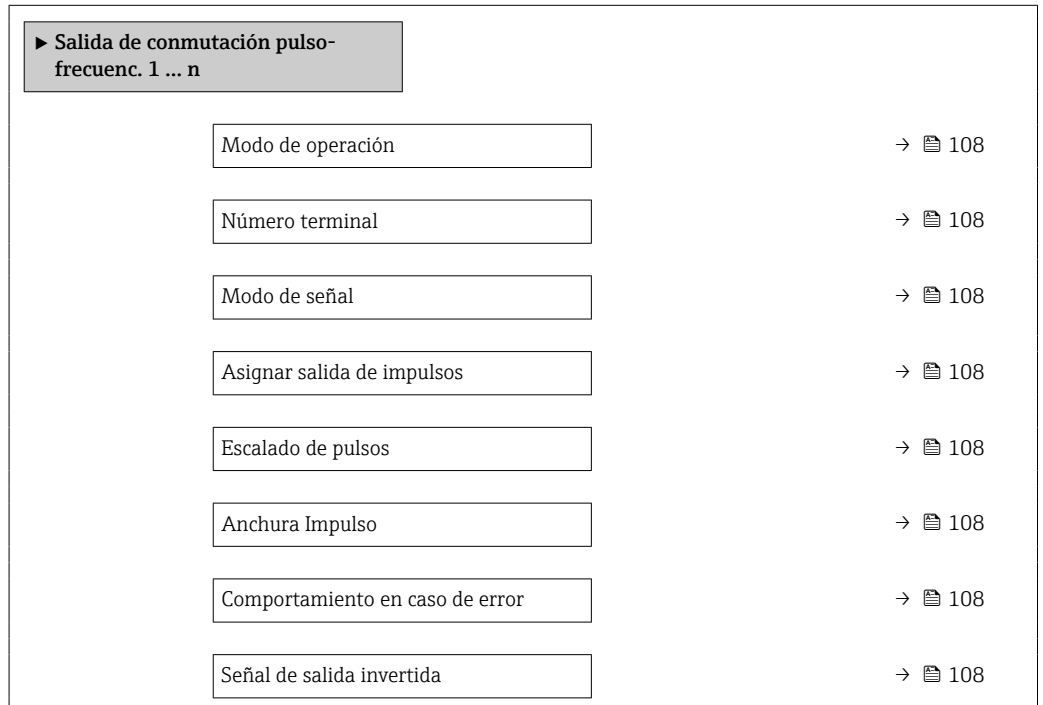 ▶ Salida de conmutación pulso-
frecuenc. 1 ... n
Modo de operación → 108
Número terminal → 108
Modo de señal → 108
Asignar salida de impulsos → 108
Escalado de pulsos → 108
Anchura Impulso → 108
Comportamiento en caso de error → 108
Señal de salida invertida → 108